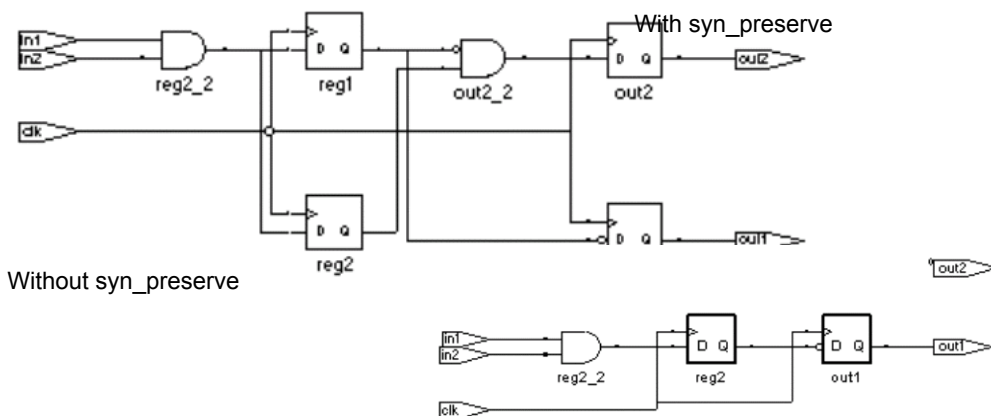 With syn_preserve
in1
in2
D Q
D Q
out2
reg2_2
reg1
out2_2
out2
clk
D Q
D Q
out1
reg2
out2
Without syn_preserve
in1
in2
D Q
D Q
out1
reg2_2
reg2
out1
clk